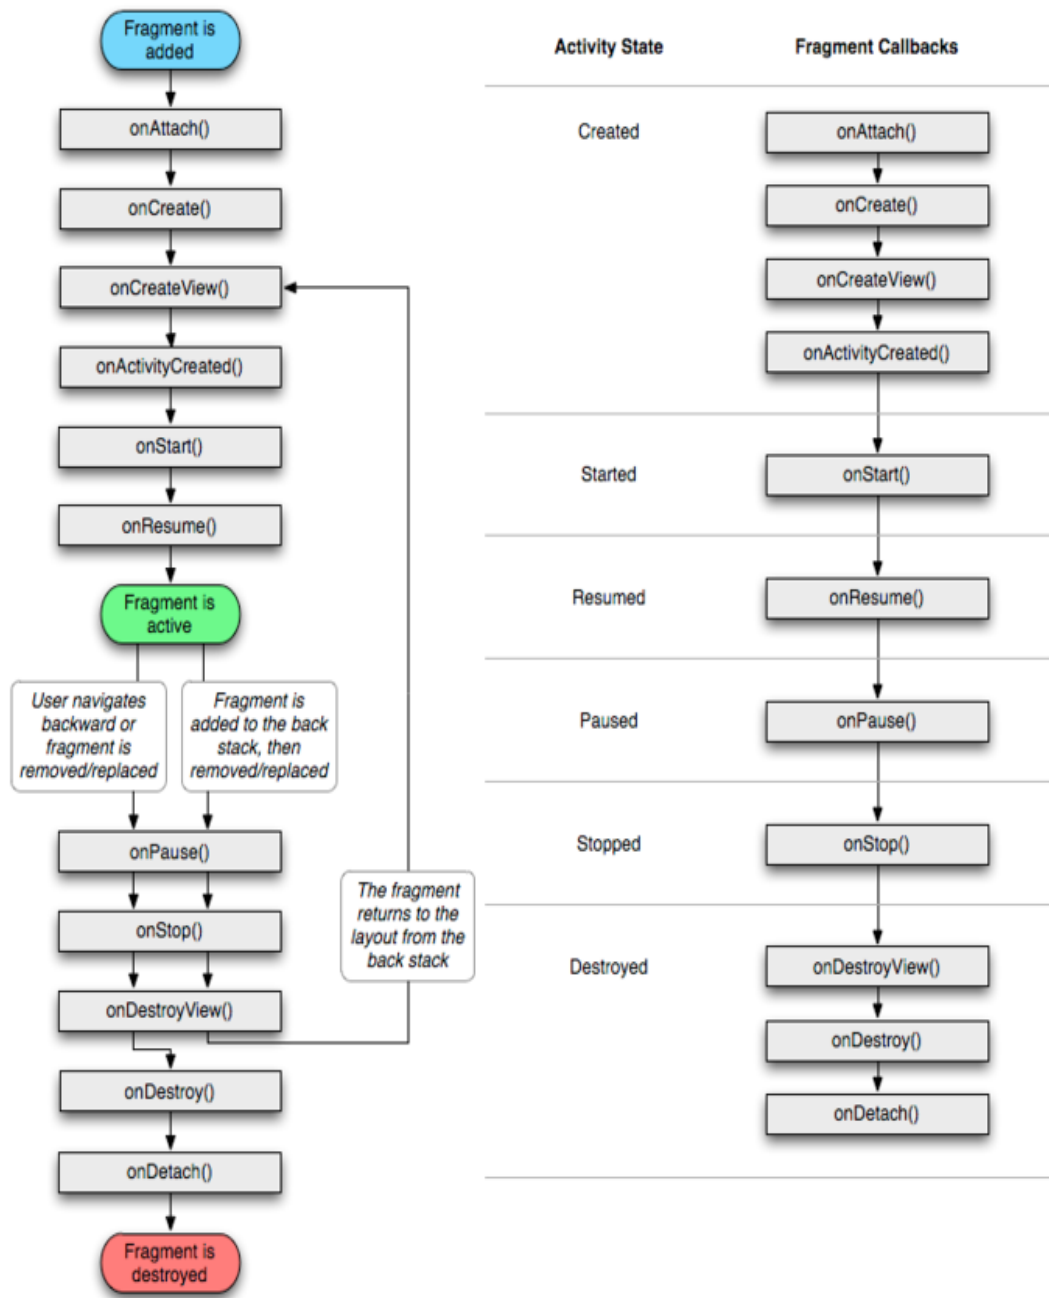 Fragment is
added
onAttach()
onCreate()
onCreateView()
onActivityCreated()
onStart()
onResume()
Fragment is
active
User navigates
backward or
fragment is
removed/replaced
Fragment is
added to the back
stack, then
removed/replaced
onPause()
onStop()
onDestroyView()
The fragment
returns to the
layout from the
back stack
onDestroy()
onDetach()
Fragment is
destroyed
Activity State
Fragment Callbacks
Created
onAttach()
onCreate()
onCreateView()
onActivityCreated()
Started
onStart()
Resumed
onResume()
Paused
onPause()
Stopped
onStop()
Destroyed
onDestroyView()
onDestroy()
onDetach()